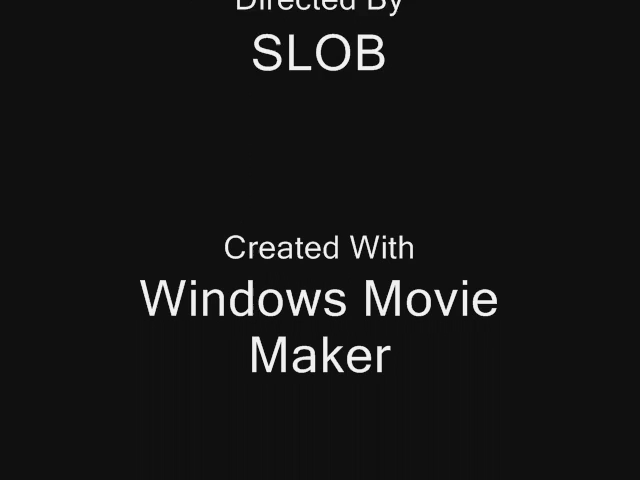 Directed By
SLOB
Created With
Windows Movie
Maker